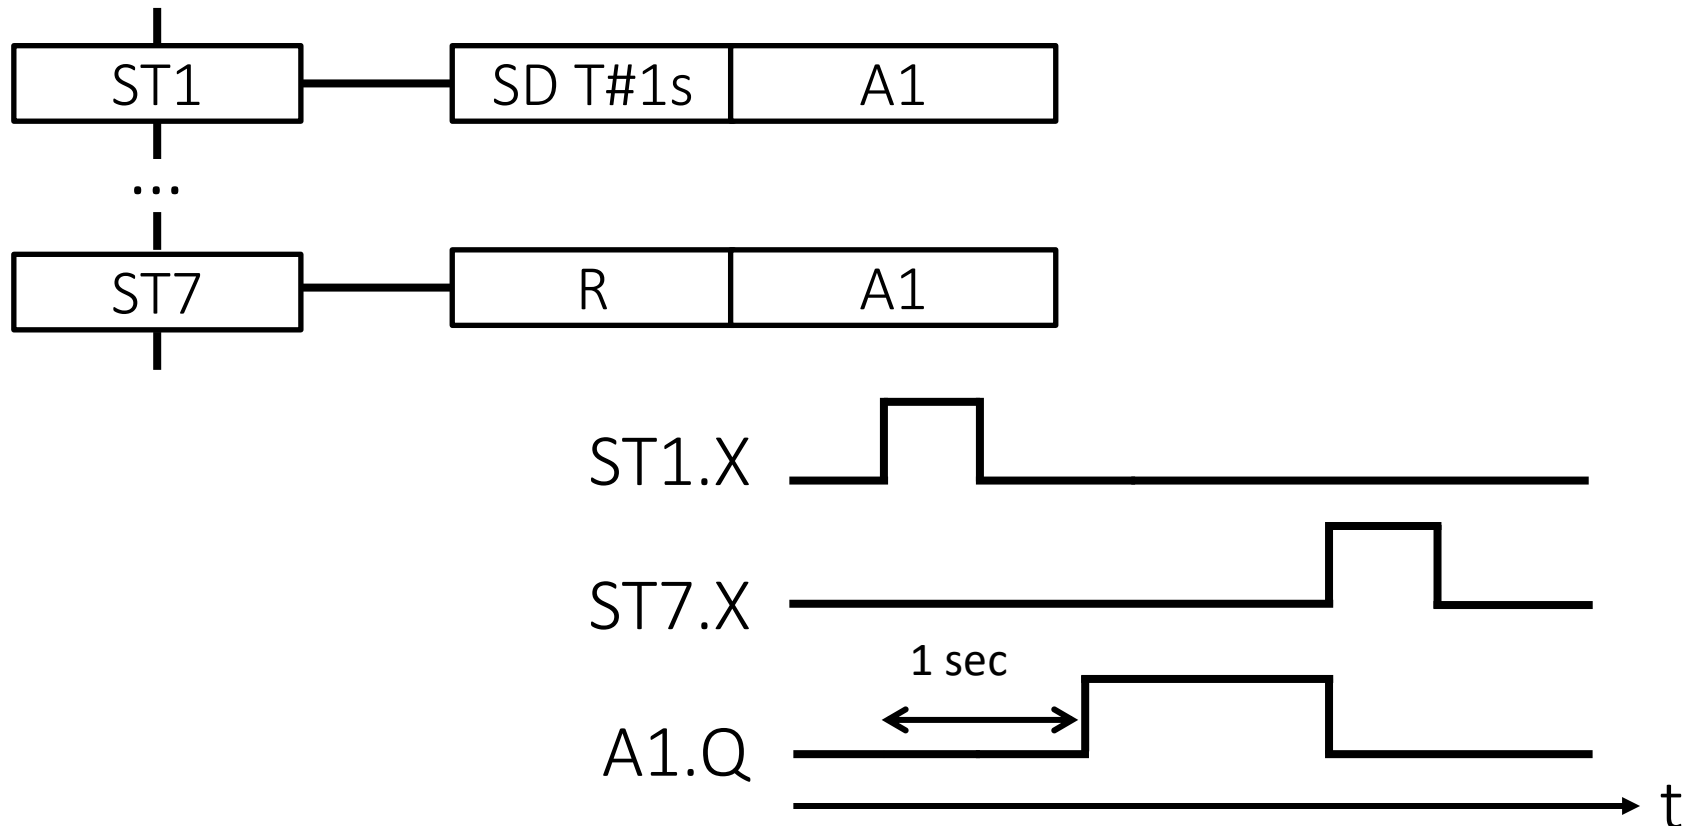 ST1 SD T#1s A1
...
ST7 R A1
ST1.X
ST7.X
1 sec
A1.Q
t